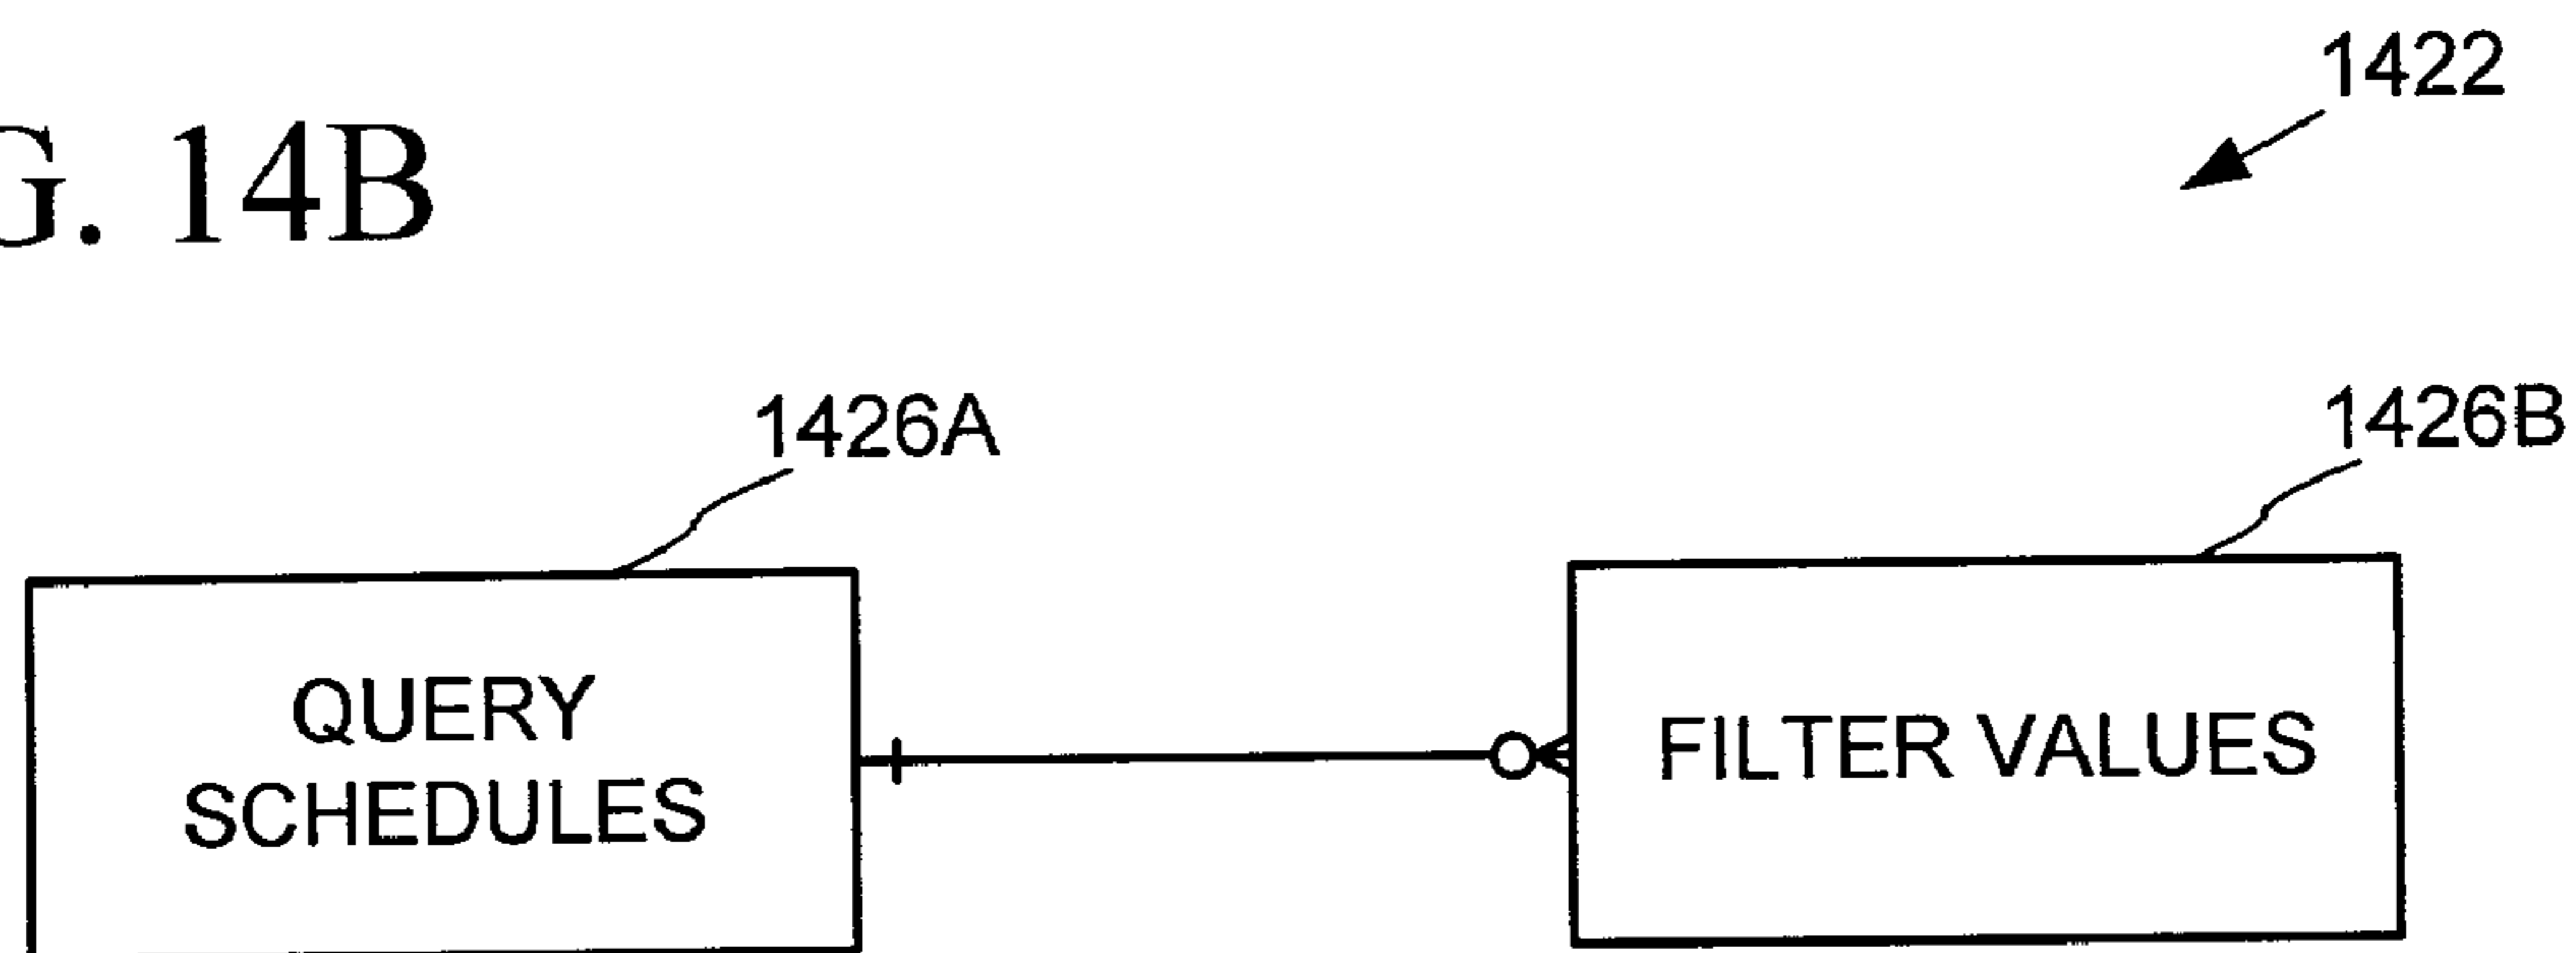 1422
G. 14B
1426A
1426B
QUERY
SCHEDULES
FILTER VALUES